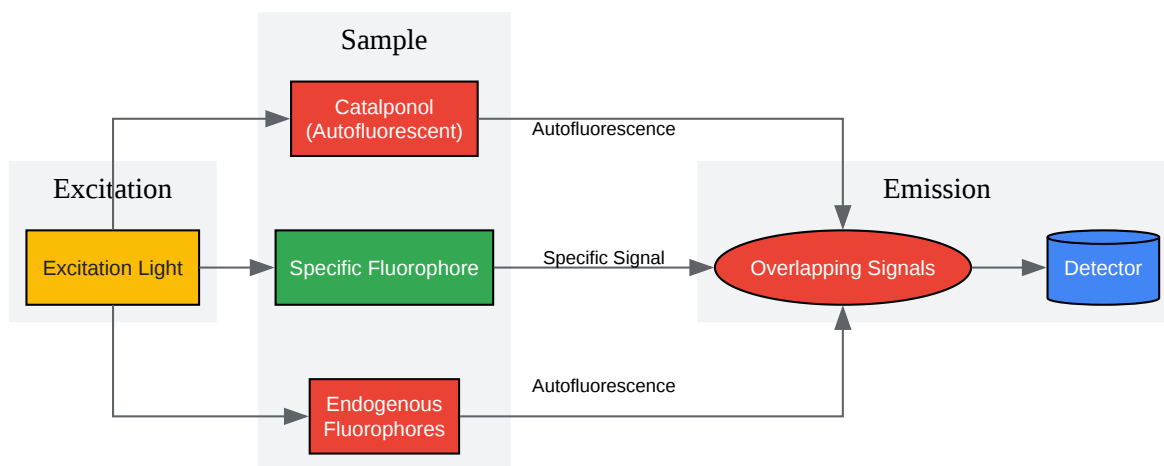 Sample
Catalponol
(Autofluorescent)
Autofluorescence
Excitation
Emission
Excitation Light
Specific Fluorophore
Specific Signal
Overlapping Signals
Detector
Autofluorescence
Endogenous
Fluorophores